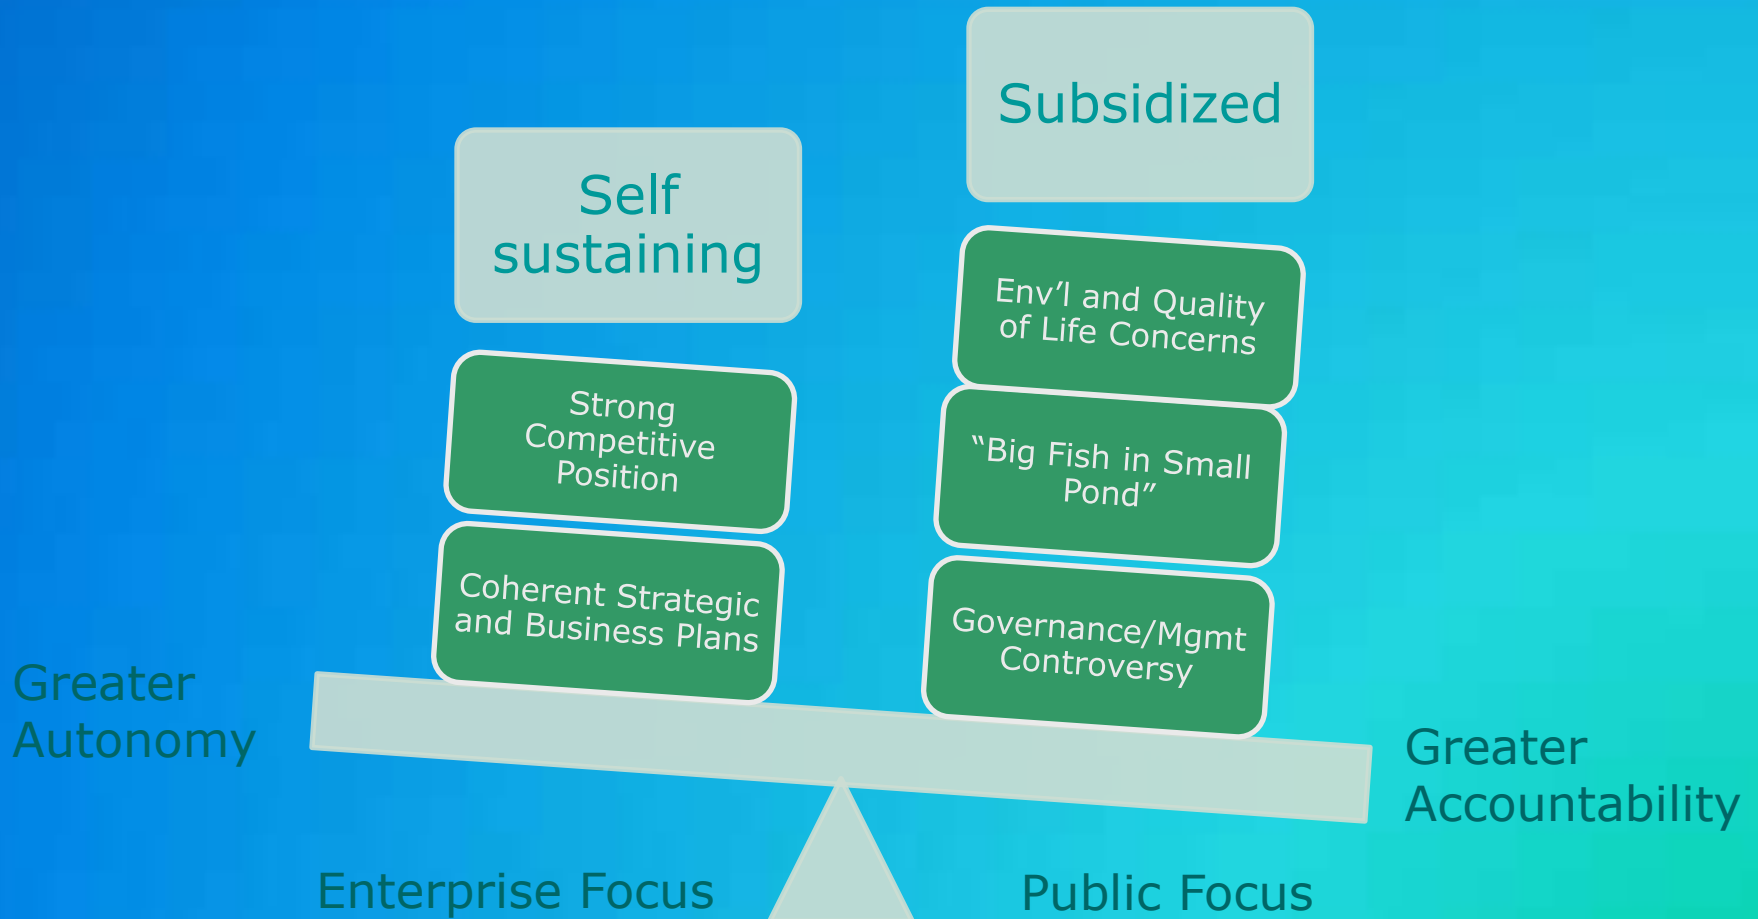 Self
sustaining
Strong
Competitive
Position
Coherent Strategic
and Business Plans
Subsidized
Env’l and Quality
of Life Concerns
“Big Fish in Small
Pond”
Governance/Mgmt
Controversy
Greater
Autonomy
Greater
Accountability
Enterprise Focus
Public Focus